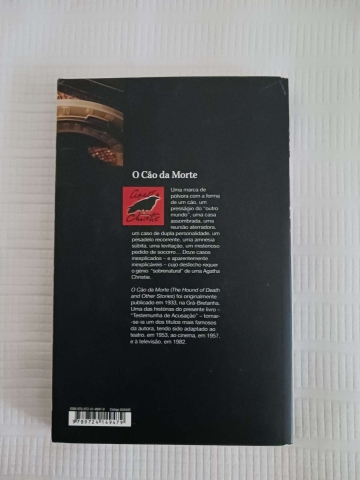 O Cão da Morte
Agatha
Christie
Uma marca de
pólvora com a forma
de um cão, um
presságio do "outro
mundo", uma casa
assombrada, uma
reunião aterradora,
um caso de dupla personalidade, um
pesadelo recorrente, uma amnésia
súbita, uma levitação, um misterioso
pedido de socorro... Doze casos
inexplicados – e aparentemente
inexplicáveis – cujo desfecho requer
o génio "sobrenatural" de uma Agatha
Christie.
O Cão da Morte (The Hound of Death
and Other Stories) foi originalmente
publicado em 1933, na Grã-Bretanha.
Uma das histórias do presente livro –
"Testemunha de Acusação" – tornar-
-se-ia um dos títulos mais famosos
da autora, tendo sido adaptado ao
teatro, em 1953, ao cinema, em 1957,
e à televisão, em 1982.